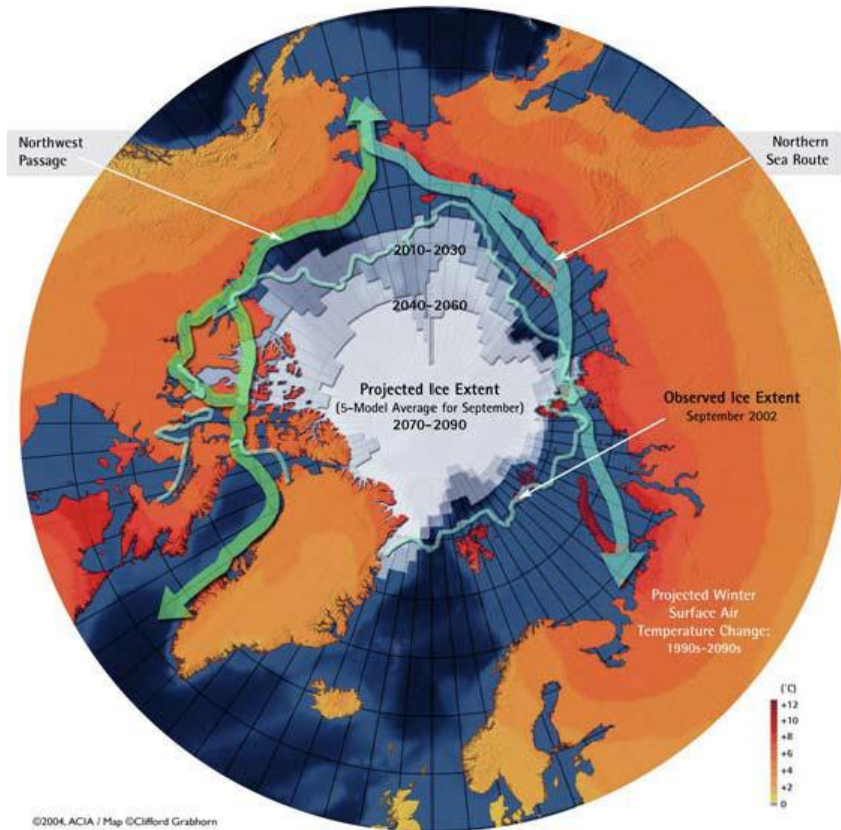 Northwest
Passage
Northern
Sea Route
2010–2030
2040–2060
Projected Ice Extent
(5-Model Average for September)
2070–2090
Observed Ice Extent
September 2002
Projected Winter
Surface Air
Temperature Change:
1990s–2090s
(˚C)
+12
+10
+8
+6
+4
+2
0
©2004, ACIA / Map ©Clifford Grabhorn